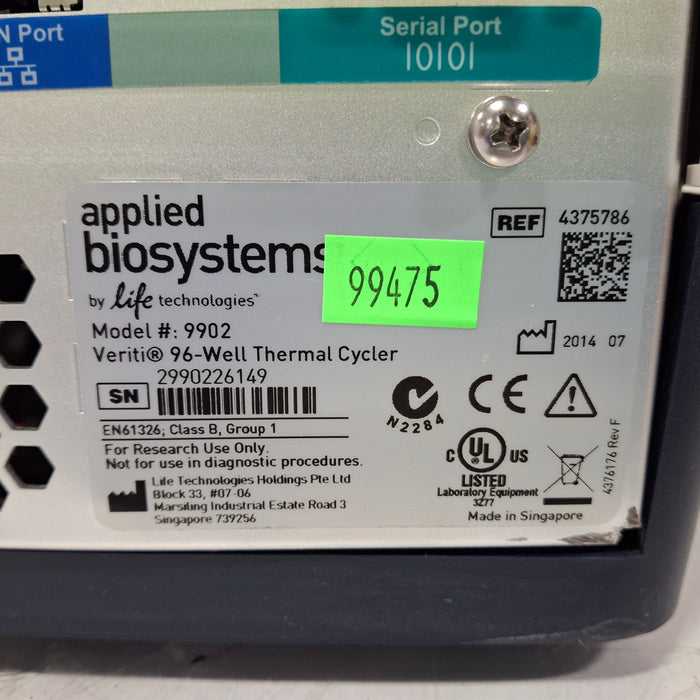 N Port
Serial Port
10101
applied
biosystems
99475
by life technologies™
REF 4375786
Model #: 9902
Veriti® 96-Well Thermal Cycler
2014 07
SN 2990226149
N2284
CE
EN61326; Class B, Group 1
For Research Use Only.
Not for use in diagnostic procedures.
Life Technologies Holdings Pte Ltd
Block 33, #07-06
Marsiling Industrial Estate Road 3
Singapore 739256
C UL US
LISTED
Laboratory Equipment
3Z77
Made in Singapore
4376176 Rev F